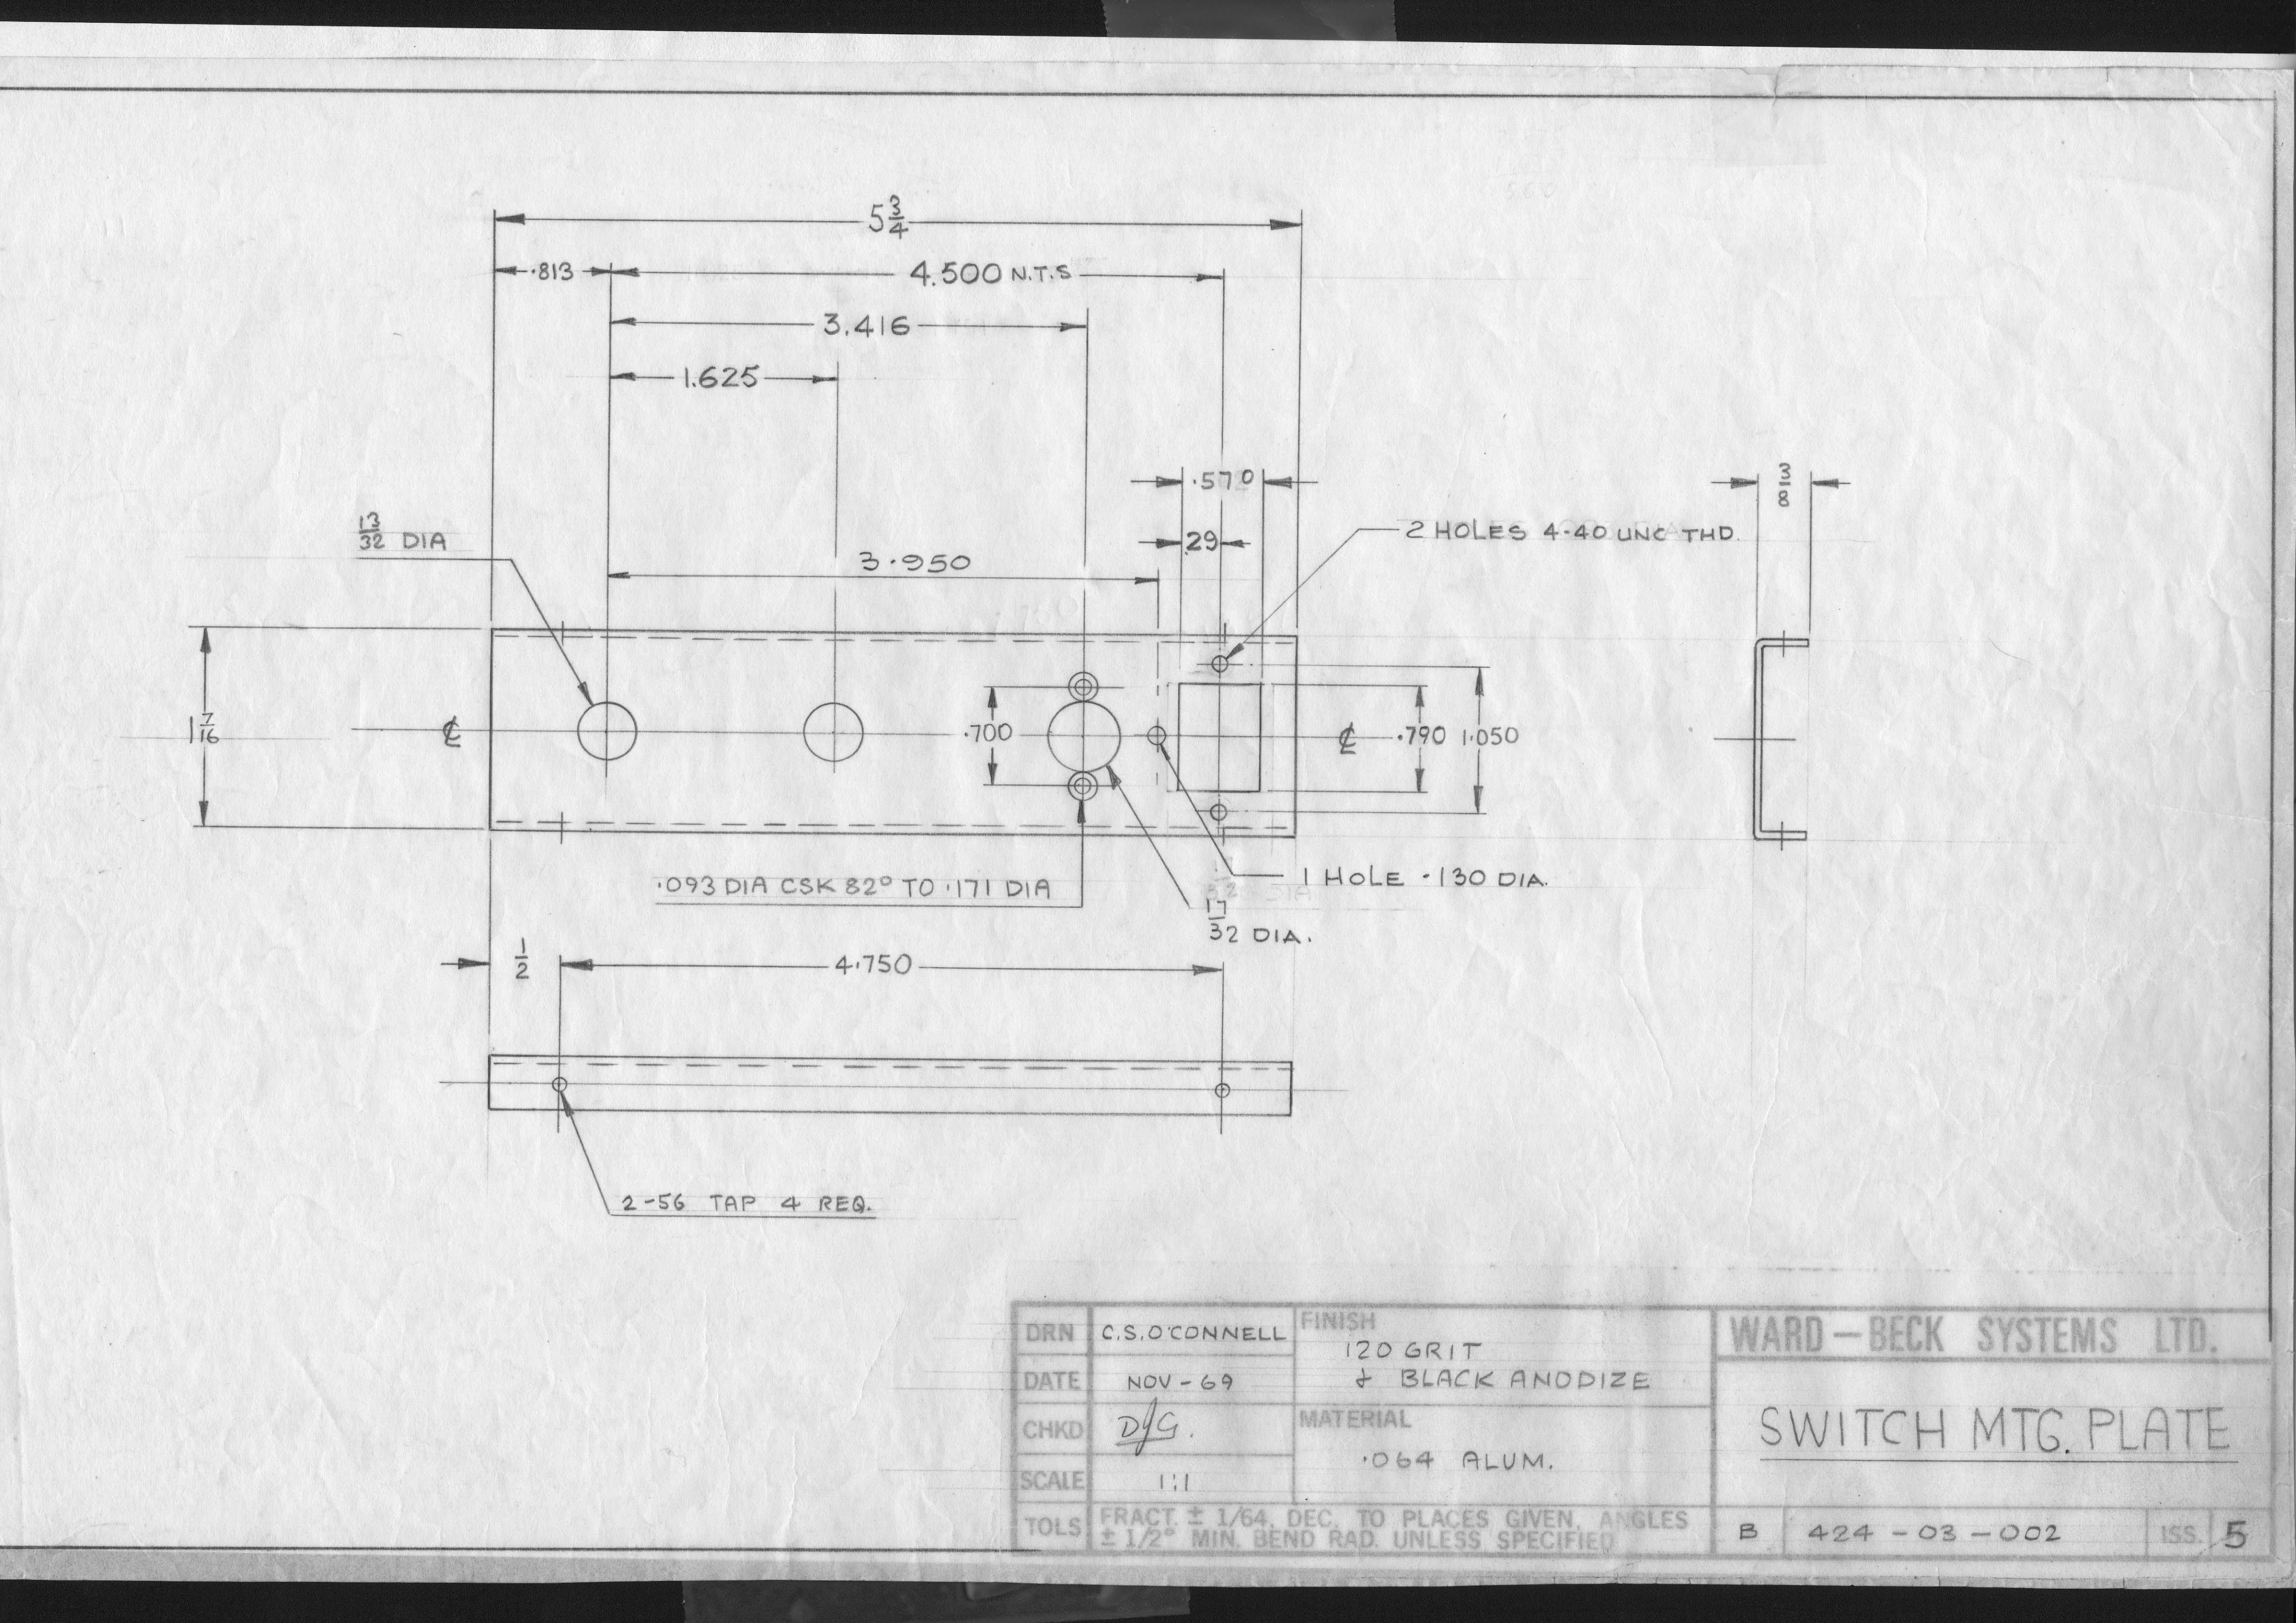 5 3/4
.813
4.500 N.T.S
3.416
1.625
.570
3/8
29
2 HOLES 4-40 UNC THD.
13/32 DIA
3.950
1 7/16
℄
.700
℄
.790
1.050
.093 DIA CSK 82° TO .171 DIA
1 HOLE .130 DIA.
17/32 DIA.
1/2
4.750
2-56 TAP 4 REQ.
DRN C.S.O'CONNELL
DATE NOV-69
CHKD DJG.
SCALE 1:1
TOLS FRACT. ± 1/64, DEC. TO PLACES GIVEN, ANGLES
± 1/2° MIN. BEND RAD. UNLESS SPECIFIED
FINISH
120 GRIT
& BLACK ANODIZE
MATERIAL
.064 ALUM.
WARD-BECK SYSTEMS LTD.
SWITCH MTG. PLATE
B 424-03-002 ISS. 5